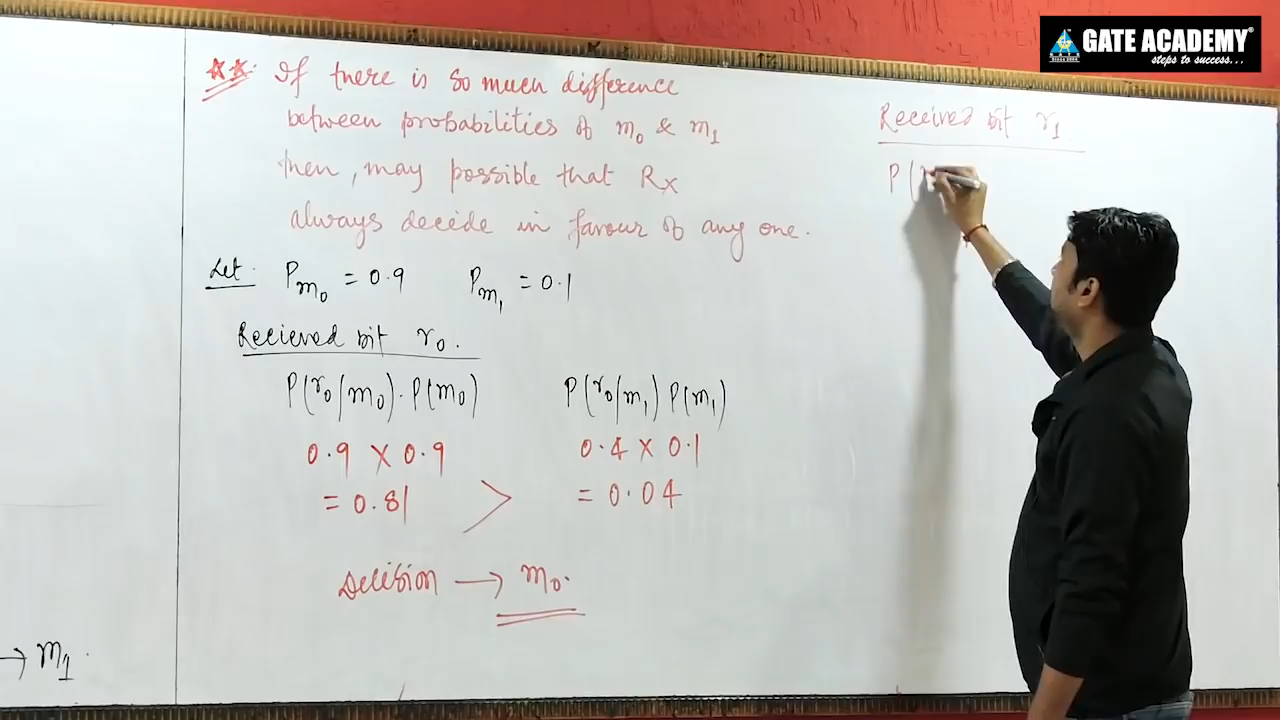 GATE ACADEMY®
steps to success...
Since 2004
** If there is so much difference
between probabilities of m₀ & m₁
then, may possible that Rx
always decide in favour of any one.
Let Pm₀ = 0.9 Pm₁ = 0.1
Recieved bit r₀.
P(r₀/m₀) . P(m₀) P(r₀/m₁) P(m₁)
0.9 X 0.9 0.4 X 0.1
= 0.81 > = 0.04
Decision → m₀.
→ m₁.
Received bit r₁
P(